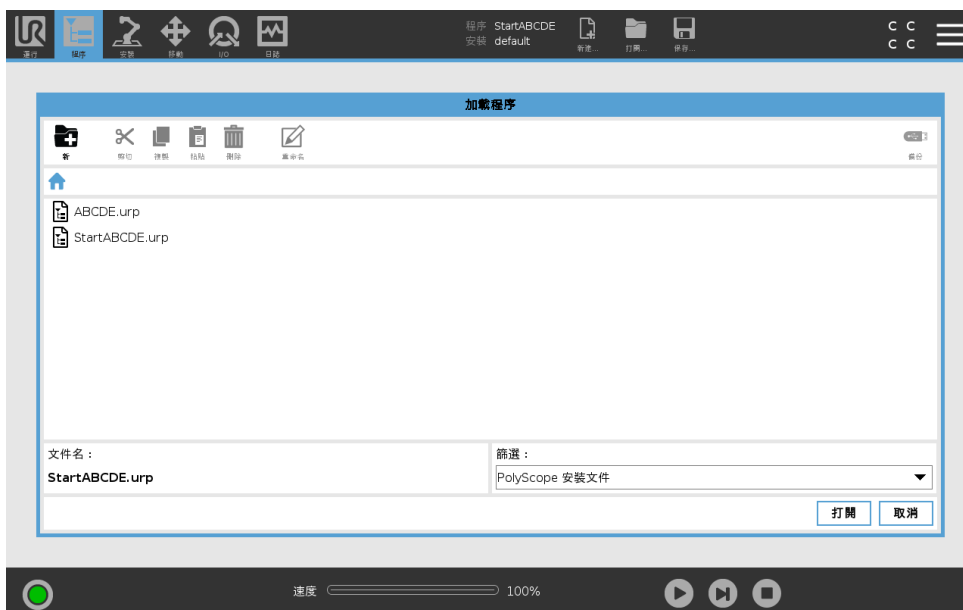 UR
程序 StartABCDE
安裝 default
C C
C C
運行
程序
安裝
移動
I/O
日誌
新建...
打開...
保存...
加載程序
新
剪切
複製
粘貼
刪除
重命名
備份
ABCDE.urp
StartABCDE.urp
文件名：
StartABCDE.urp
篩選：
PolyScope 安裝文件
打開
取消
速度
100%